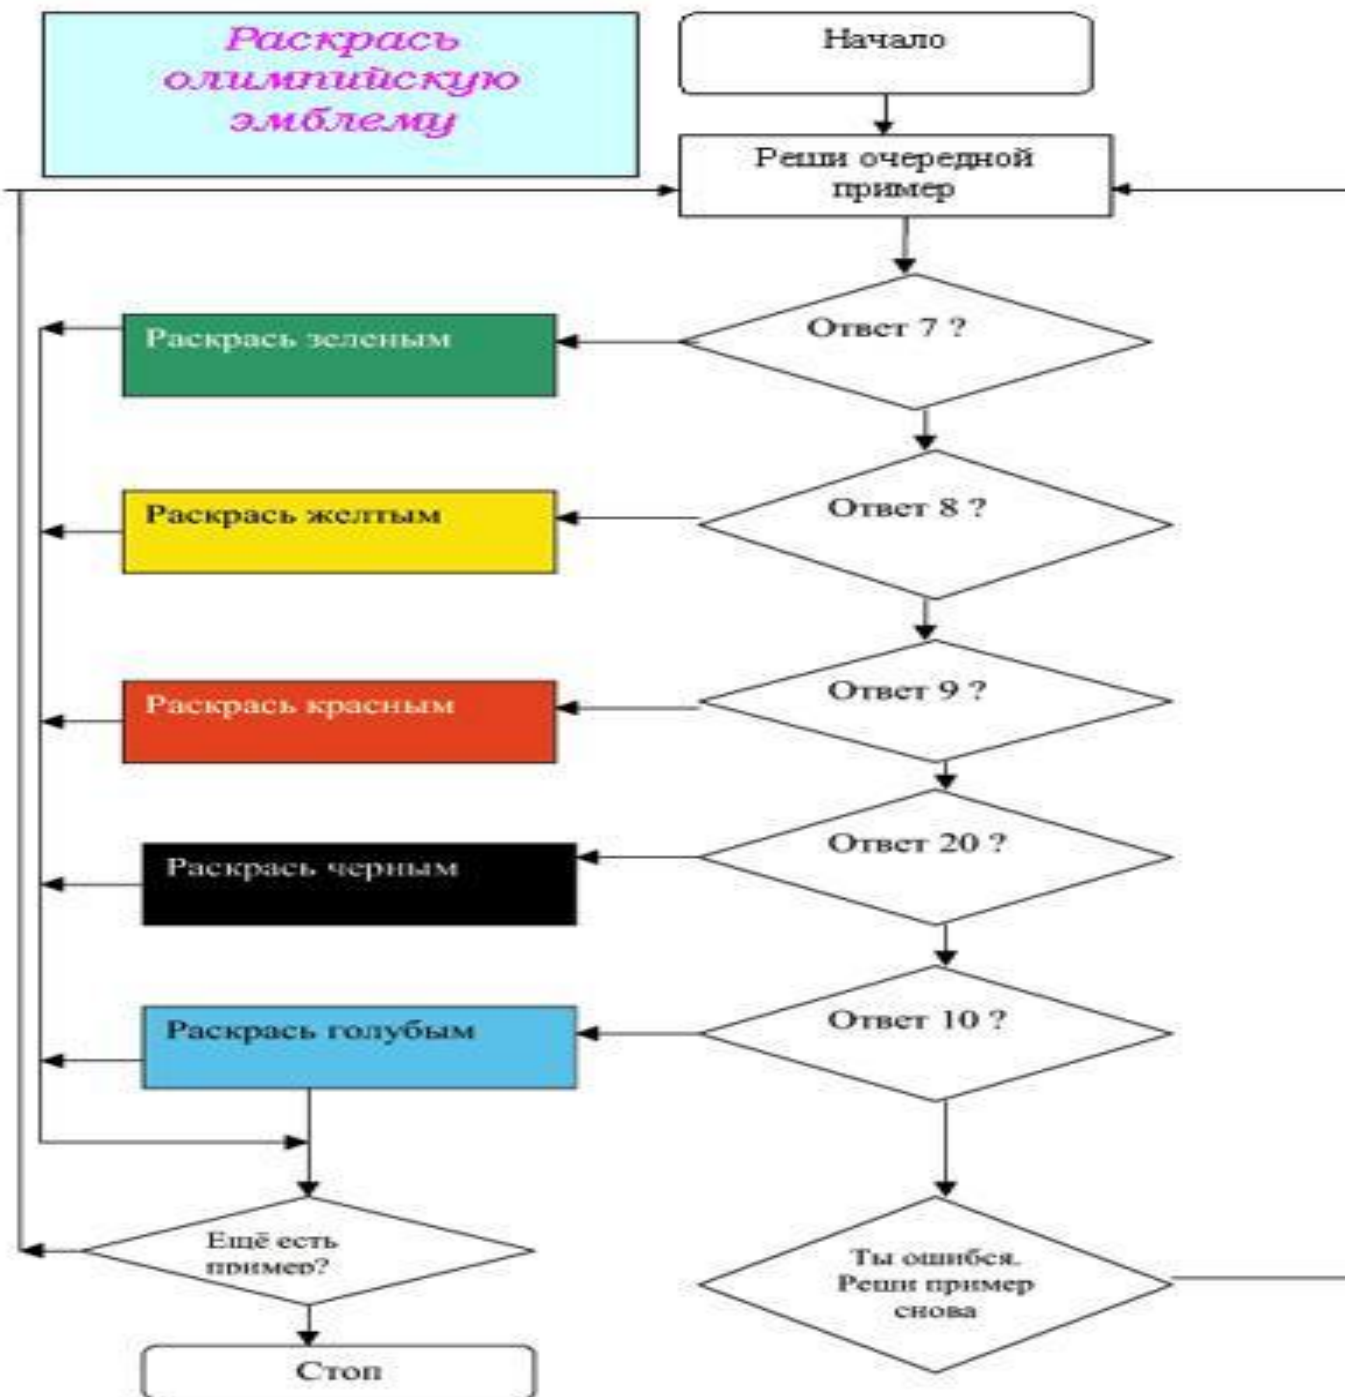 Раскрась
олимпийскую
эмблему
Начало
Реши очередной
пример
Ответ 7 ?
Раскрась зеленым
Ответ 8 ?
Раскрась желтым
Ответ 9 ?
Раскрась красным
Ответ 20 ?
Раскрась черным
Ответ 10 ?
Раскрась голубым
Ещё есть
пример?
Ты ошибся.
Реши пример
снова
Стоп